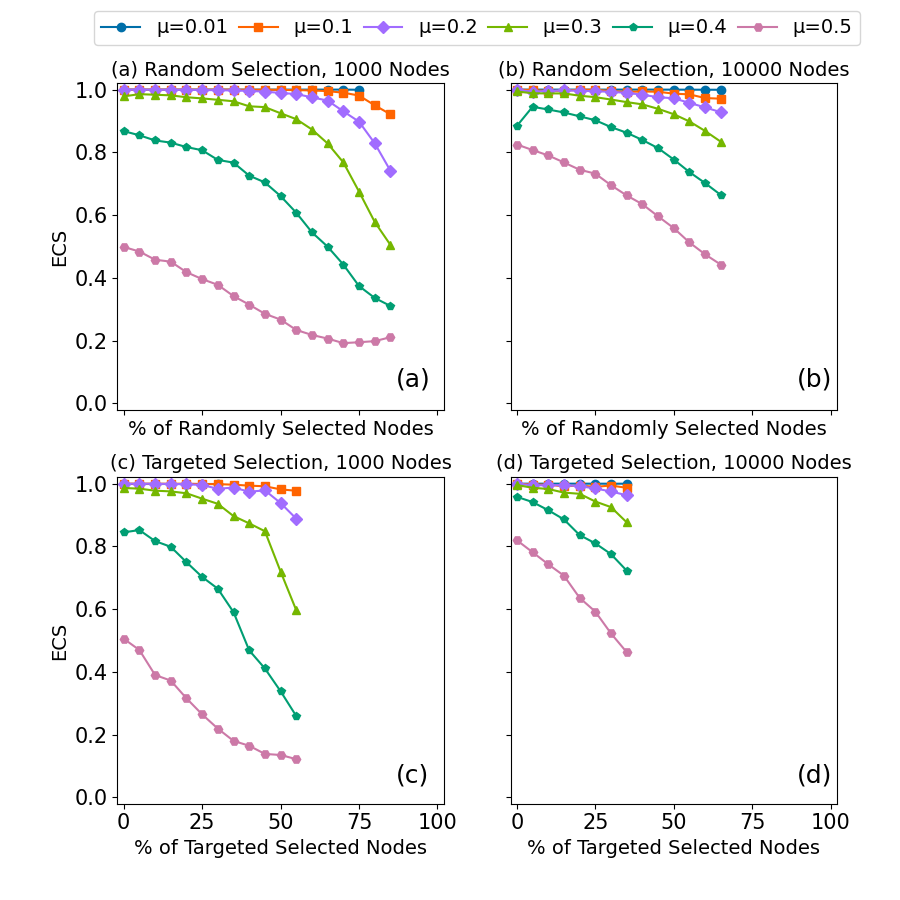 μ=0.01 μ=0.1 μ=0.2 μ=0.3 μ=0.4 μ=0.5
(a) Random Selection, 1000 Nodes
1.0
0.8
0.6
0.4
0.2
0.0
ECS
(a)
% of Randomly Selected Nodes
(b) Random Selection, 10000 Nodes
(b)
% of Randomly Selected Nodes
(c) Targeted Selection, 1000 Nodes
1.0
0.8
0.6
0.4
0.2
0.0
ECS
(c)
0 25 50 75 100
% of Targeted Selected Nodes
(d) Targeted Selection, 10000 Nodes
(d)
0 25 50 75 100
% of Targeted Selected Nodes